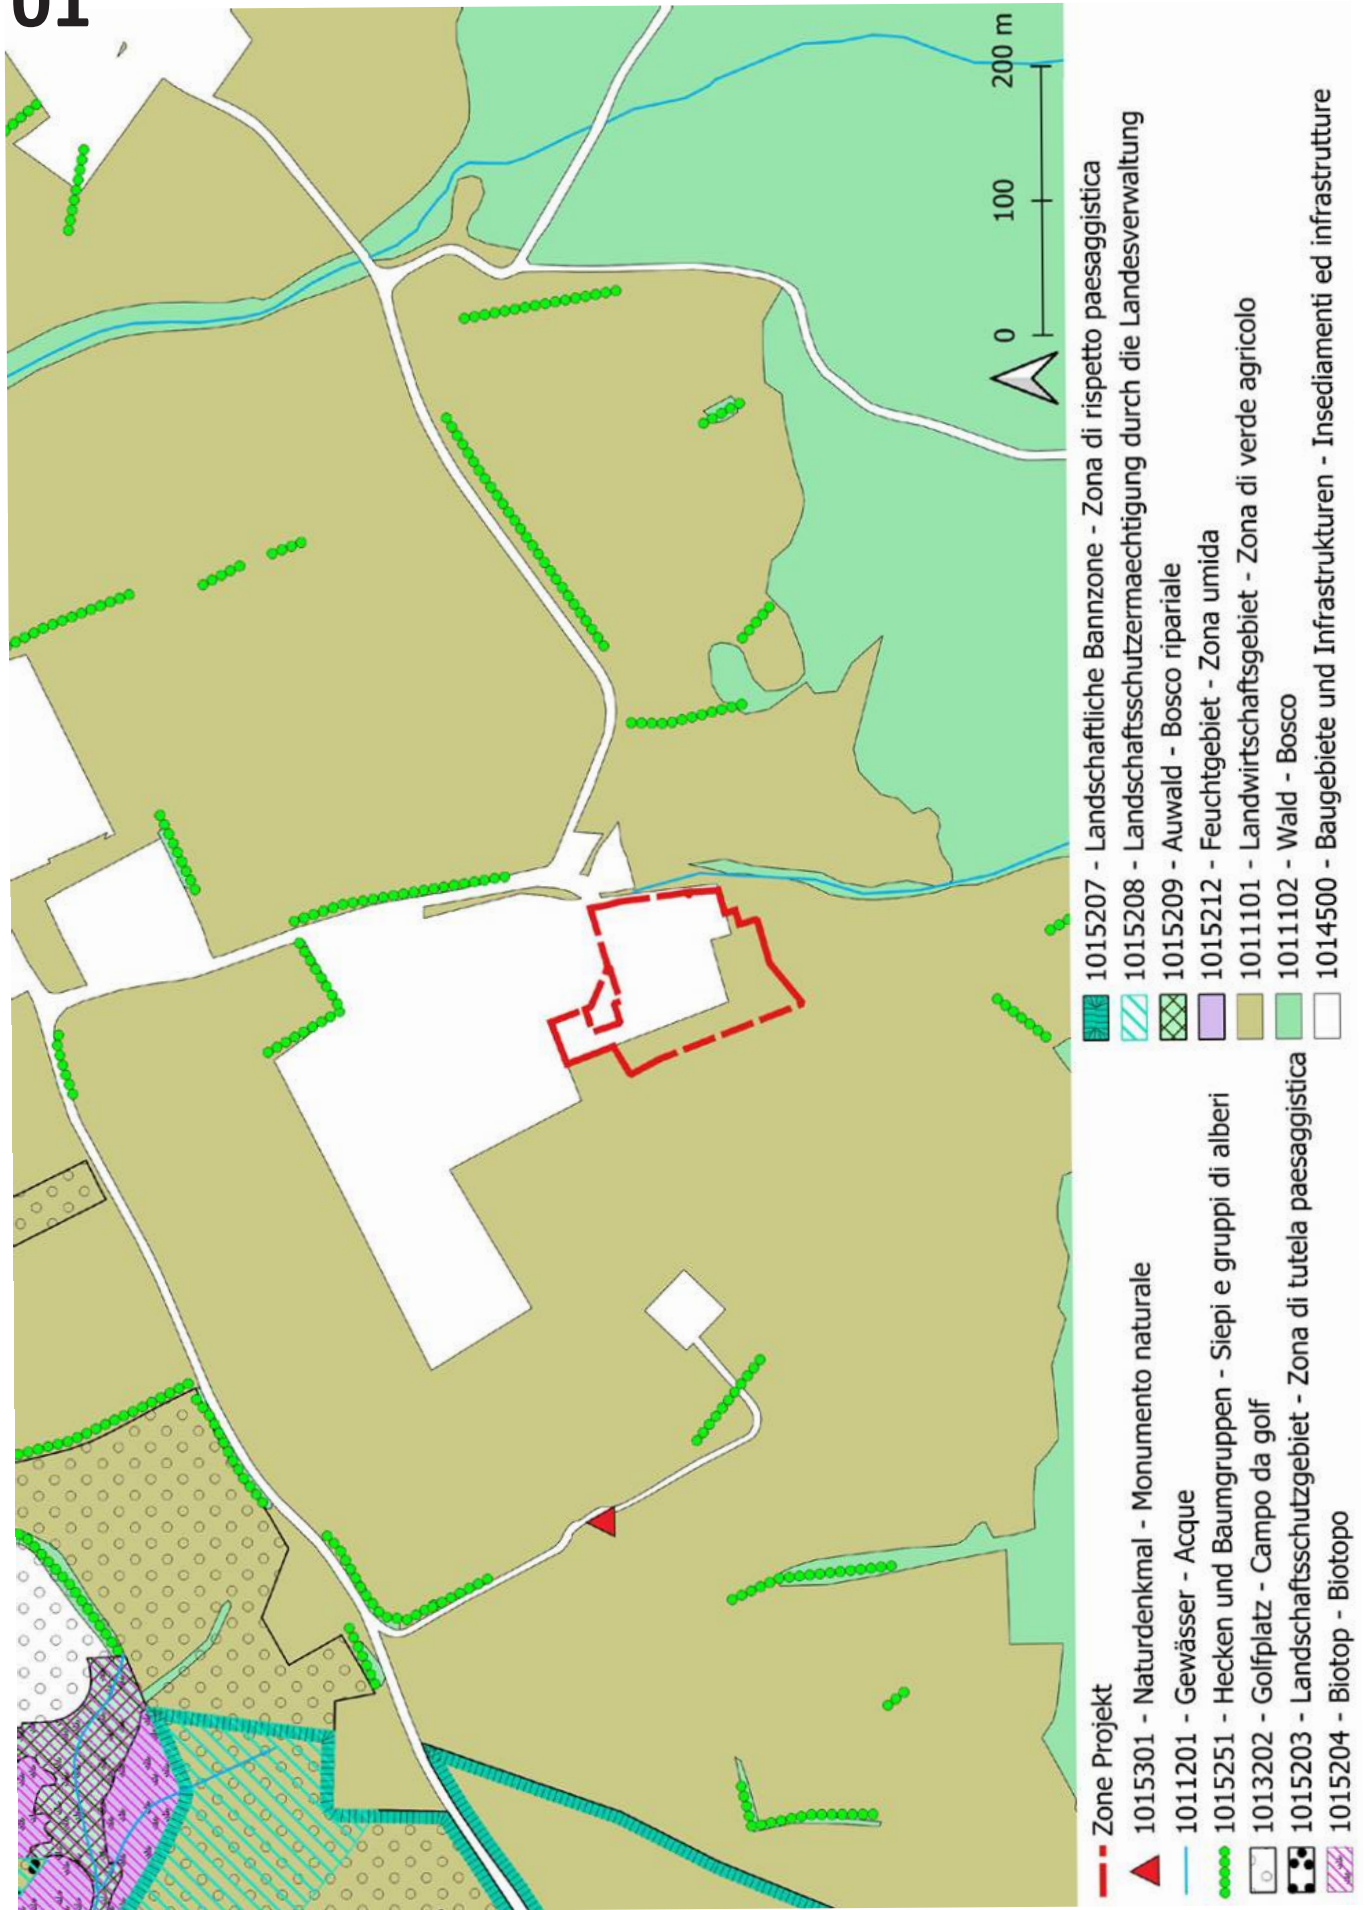 01
0 100 200 m
Zone Projekt
1015301 - Naturdenkmal - Monumento naturale
1011201 - Gewässer - Acque
1015251 - Hecken und Baumgruppen - Siepi e gruppi di alberi
1013202 - Golfplatz - Campo da golf
1015203 - Landschaftsschutzgebiet - Zona di tutela paesaggistica
1015204 - Biotop - Biotopo
1015207 - Landschaftliche Bannzone - Zona di rispetto paesaggistica
1015208 - Landschaftsschutzermaechtigung durch die Landesverwaltung
1015209 - Auwald - Bosco ripariale
1015212 - Feuchtgebiet - Zona umida
1011101 - Landwirtschaftsgebiet - Zona di verde agricolo
1011102 - Wald - Bosco
1014500 - Baugebiete und Infrastrukturen - Insediamenti ed infrastrutture